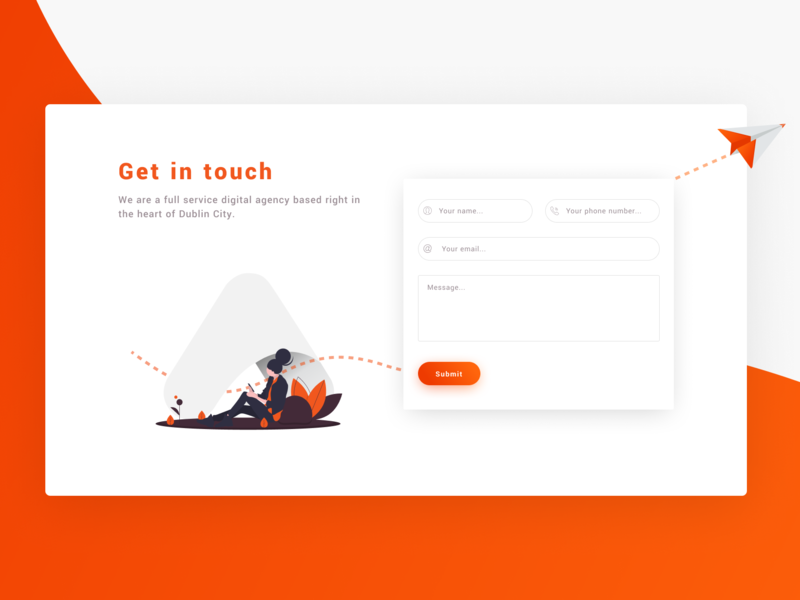 Get in touch
We are a full service digital agency based right in
the heart of Dublin City.
Your name...
Your phone number...
Your email...
Message...
Submit